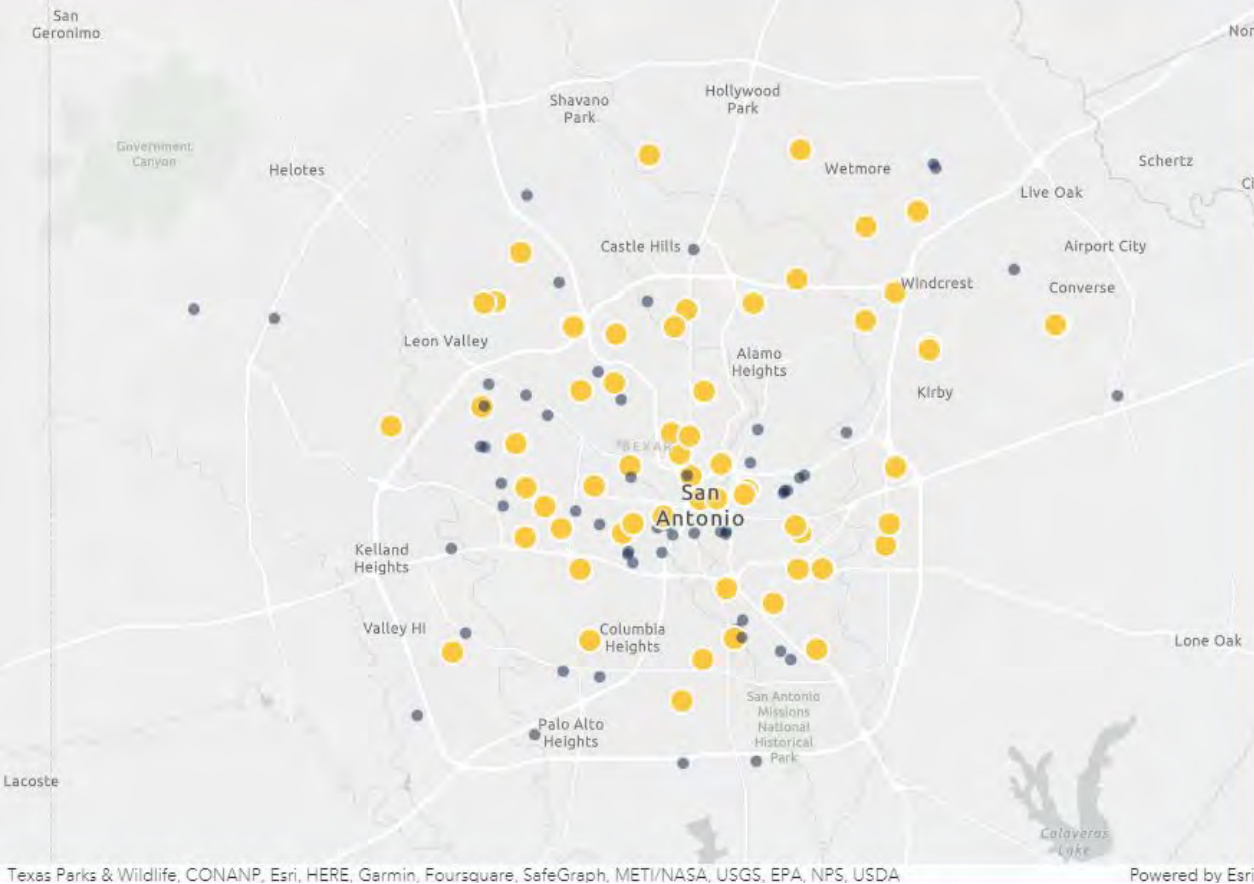 San
Geronimo
Nor
Hollywood
Park
Shavano
Park
Government
Canyon
Helotes
Wetmore
Schertz
Live Oak
Ci
Castle Hills
Airport City
Windcrest
Converse
Leon Valley
Alamo
Heights
Kirby
BEXAR
San
Antonio
Kelland
Heights
Valley HI
Columbia
Heights
Lone Oak
San Antonio
Missions
National
Historical
Park
Palo Alto
Heights
Lacoste
Calaveras
Lake
Texas Parks & Wildlife, CONANP, Esri, HERE, Garmin, Foursquare, SafeGraph, METI/NASA, USGS, EPA, NPS, USDA
Powered by Esri